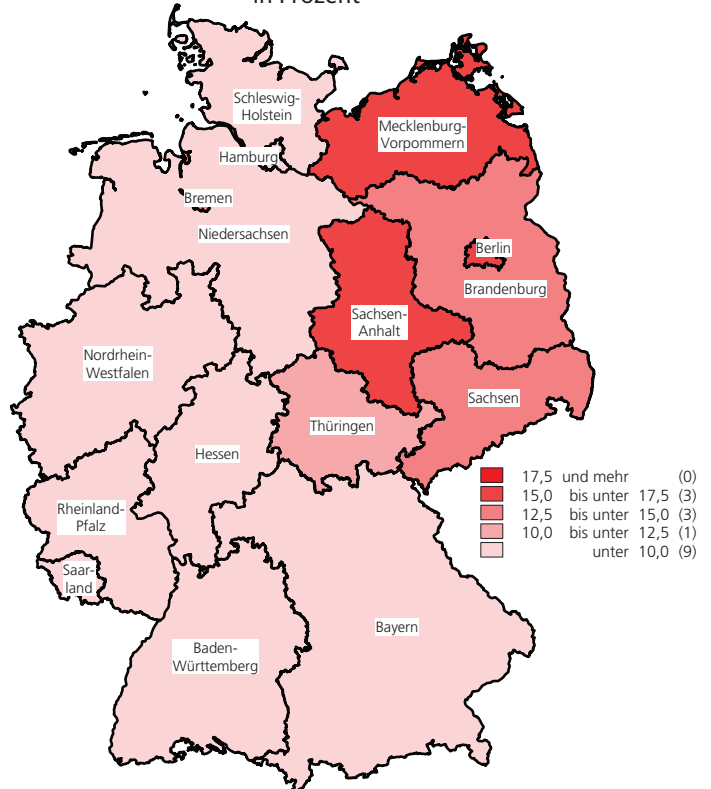 in Prozent
Schleswig-
Holstein
Mecklenburg-
Vorpommern
Hamburg
Bremen
Niedersachsen
Berlin
Brandenburg
Sachsen-
Anhalt
Nordrhein-
Westfalen
Sachsen
Thüringen
Hessen
17,5 und mehr (0)
15,0 bis unter 17,5 (3)
12,5 bis unter 15,0 (3)
10,0 bis unter 12,5 (1)
unter 10,0 (9)
Rheinland-
Pfalz
Saar-
land
Bayern
Baden-
Württemberg